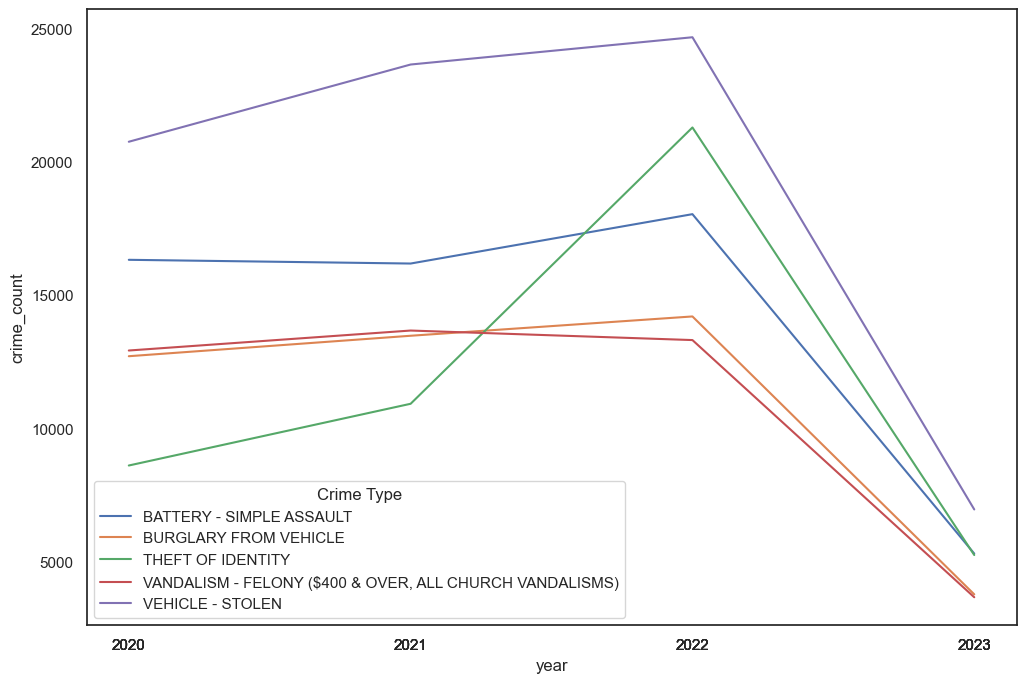 25000
20000
15000
10000
5000
crime_count
Crime Type
BATTERY - SIMPLE ASSAULT
BURGLARY FROM VEHICLE
THEFT OF IDENTITY
VANDALISM - FELONY ($400 & OVER, ALL CHURCH VANDALISMS)
VEHICLE - STOLEN
2020 2021 2022 2023
year